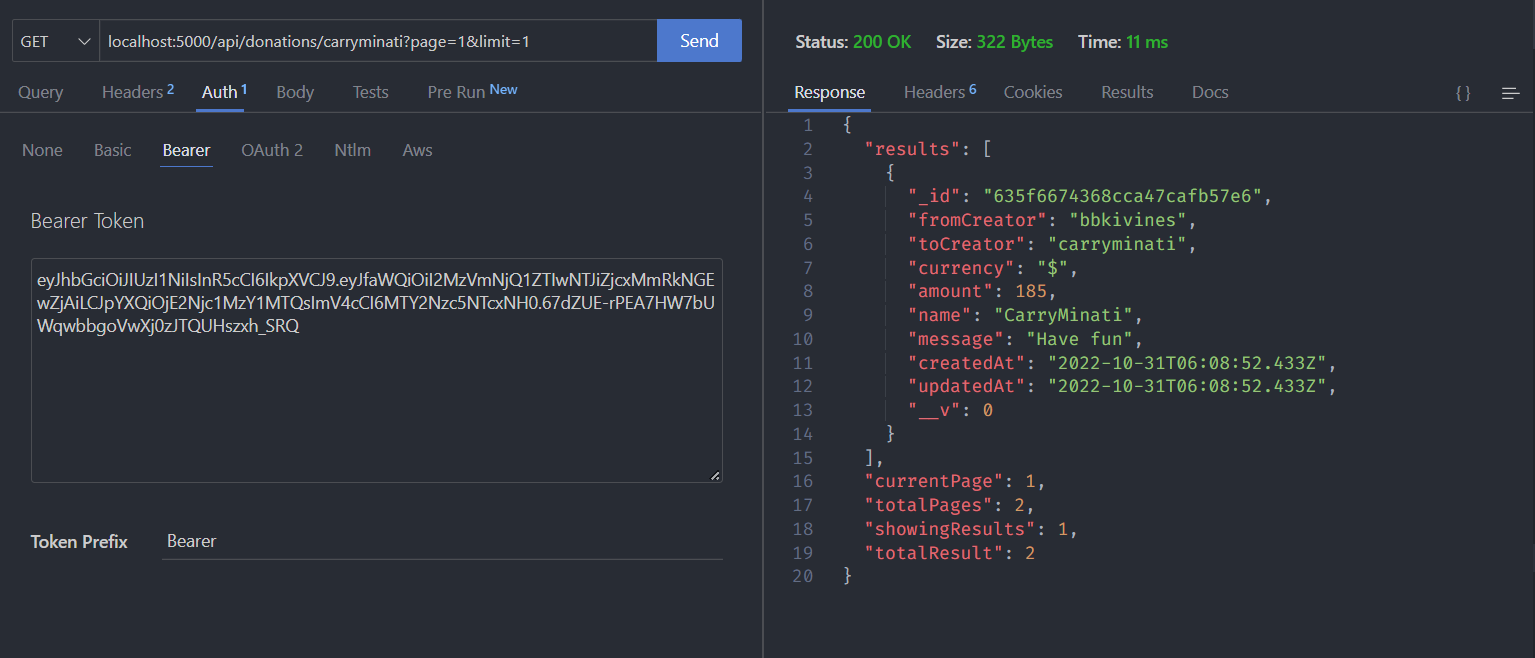 GET localhost:5000/api/donations/carryminati?page=1&limit=1 Send
Query Headers 2 Auth 1 Body Tests Pre Run New
None Basic Bearer OAuth 2 Ntlm Aws
Bearer Token
eyJhbGciOiJIUzI1NiIsInR5cCI6IkpXVCJ9.eyJfaWQiOiI2MzVmNjQ1ZTIwNTJiZjcxMmRkNGE
wZjAiLCJpYXQiOjE2Njc1MzY1MTQsImV4cCI6MTY2Nzc5NTcxNH0.67dZUE-rPEA7HW7bU
WqwbbgoVwXj0zJTQUHszxh_SRQ
Token Prefix Bearer
Status: 200 OK Size: 322 Bytes Time: 11 ms
Response Headers 6 Cookies Results Docs { }
1 {
2 "results": [
3 {
4 "_id": "635f6674368cca47cafb57e6",
5 "fromCreator": "bbkivines",
6 "toCreator": "carryminati",
7 "currency": "$",
8 "amount": 185,
9 "name": "CarryMinati",
10 "message": "Have fun",
11 "createdAt": "2022-10-31T06:08:52.433Z",
12 "updatedAt": "2022-10-31T06:08:52.433Z",
13 "__v": 0
14 }
15 ],
16 "currentPage": 1,
17 "totalPages": 2,
18 "showingResults": 1,
19 "totalResult": 2
20 }